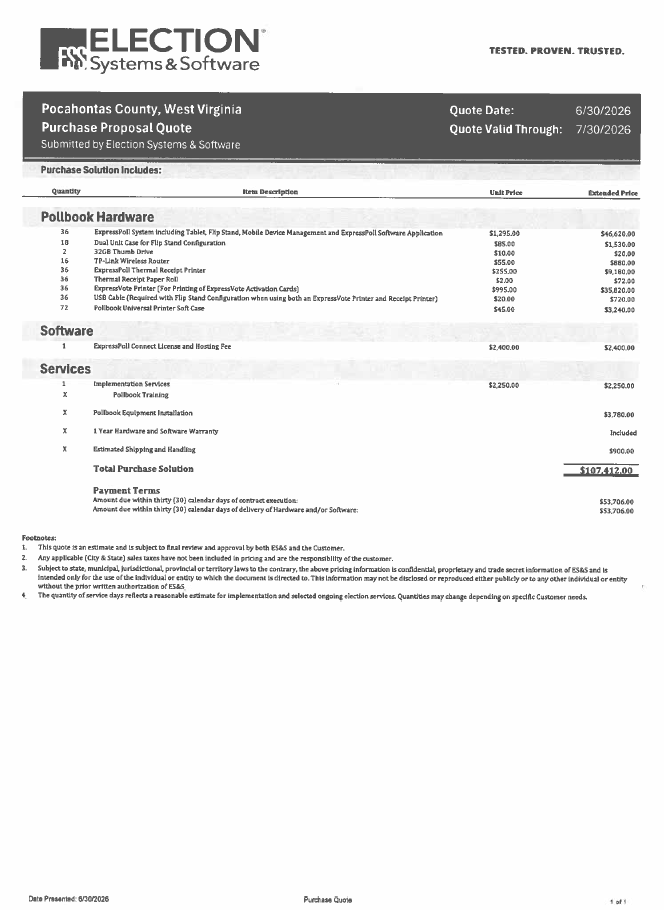 ELECTION
Systems & Software
TESTED. PROVEN. TRUSTED.
Pocahontas County, West Virginia
Purchase Proposal Quote
Submitted by Election Systems & Software
Quote Date: 6/30/2026
Quote Valid Through: 7/30/2026
Purchase Solution Includes:
Quantity Item Description Unit Price Extended Price
Pollbook Hardware
36 ExpressPoll System including Tablet, Flip Stand, Mobile Device Management and ExpressPoll Software Application $1,295.00 $46,620.00
18 Dual Unit Case for Flip Stand Configuration $85.00 $1,530.00
2 32GB Thumb Drive $10.00 $20.00
16 TP-Link Wireless Router $55.00 $880.00
36 ExpressPoll Thermal Receipt Printer $255.00 $9,180.00
36 Thermal Receipt Paper Roll $2.00 $72.00
36 ExpressVote Printer (For Printing of ExpressVote Activation Cards) $995.00 $35,820.00
36 USB Cable (Required with Flip Stand Configuration when using both an ExpressVote Printer and Receipt Printer) $20.00 $720.00
72 Pollbook Universal Printer Soft Case $45.00 $3,240.00
Software
1 ExpressPoll Connect License and Hosting Fee $2,400.00 $2,400.00
Services
1 Implementation Services $2,250.00 $2,250.00
X Pollbook Training
X Pollbook Equipment Installation $3,780.00
X 1 Year Hardware and Software Warranty Included
X Estimated Shipping and Handling $900.00
Total Purchase Solution $107,412.00
Payment Terms
Amount due within thirty (30) calendar days of contract execution: $53,706.00
Amount due within thirty (30) calendar days of delivery of Hardware and/or Software: $53,706.00
Footnotes:
1. This quote is an estimate and is subject to final review and approval by both ES&S and the Customer.
2. Any applicable (City & State) sales taxes have not been included in pricing and are the responsibility of the customer.
3. Subject to state, municipal, jurisdictional, provincial or territory laws to the contrary, the above pricing information is confidential, proprietary and trade secret information of ES&S and is
intended only for the use of the individual or entity to which the document is directed to. This information may not be disclosed or reproduced either publicly or to any other individual or entity
without the prior written authorization of ES&S.
4. The quantity of service days reflects a reasonable estimate for implementation and selected ongoing election services. Quantities may change depending on specific Customer needs.
Date Presented: 6/30/2026 Purchase Quote 1 of 1